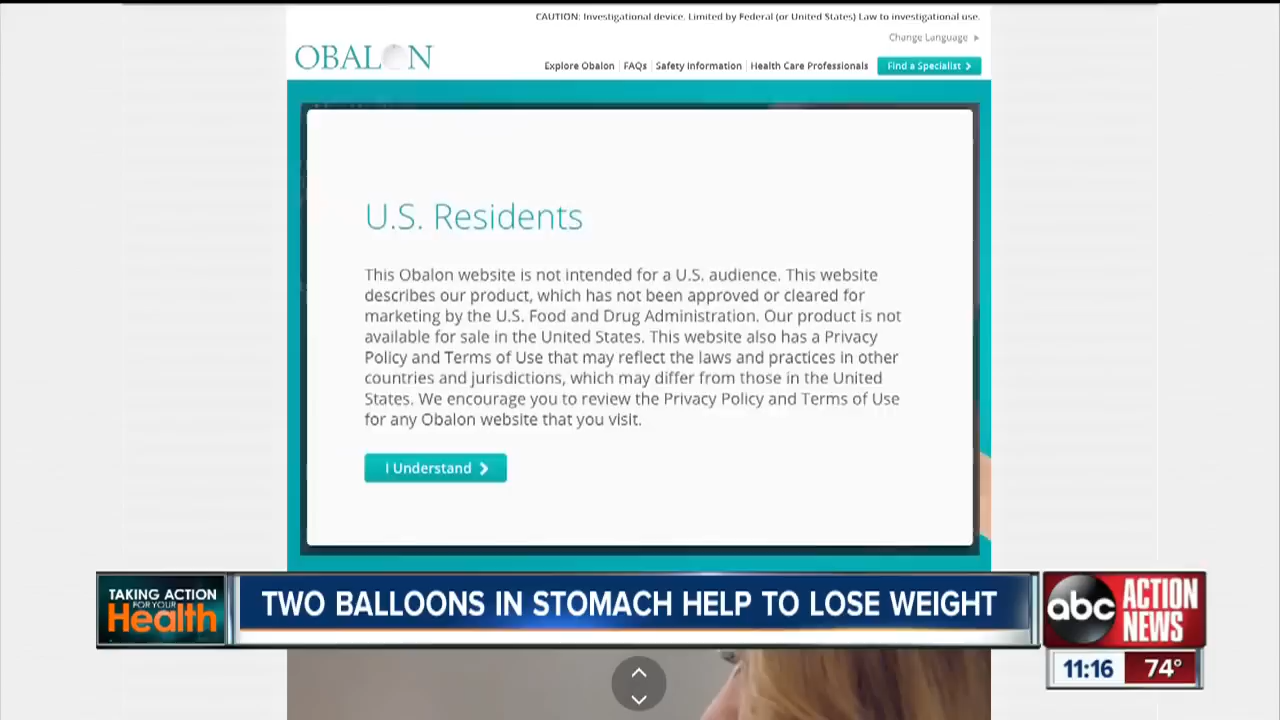 CAUTION: Investigational device. Limited by Federal (or United States) Law to investigational use.
Change Language
OBALON
Explore Obalon | FAQs | Safety Information | Health Care Professionals
Find a Specialist
U.S. Residents
This Obalon website is not intended for a U.S. audience. This website
describes our product, which has not been approved or cleared for
marketing by the U.S. Food and Drug Administration. Our product is not
available for sale in the United States. This website also has a Privacy
Policy and Terms of Use that may reflect the laws and practices in other
countries and jurisdictions, which may differ from those in the United
States. We encourage you to review the Privacy Policy and Terms of Use
for any Obalon website that you visit.
I Understand
TAKING ACTION
FOR YOUR
Health
TWO BALLOONS IN STOMACH HELP TO LOSE WEIGHT
abc
ACTION
NEWS
11:16 74°